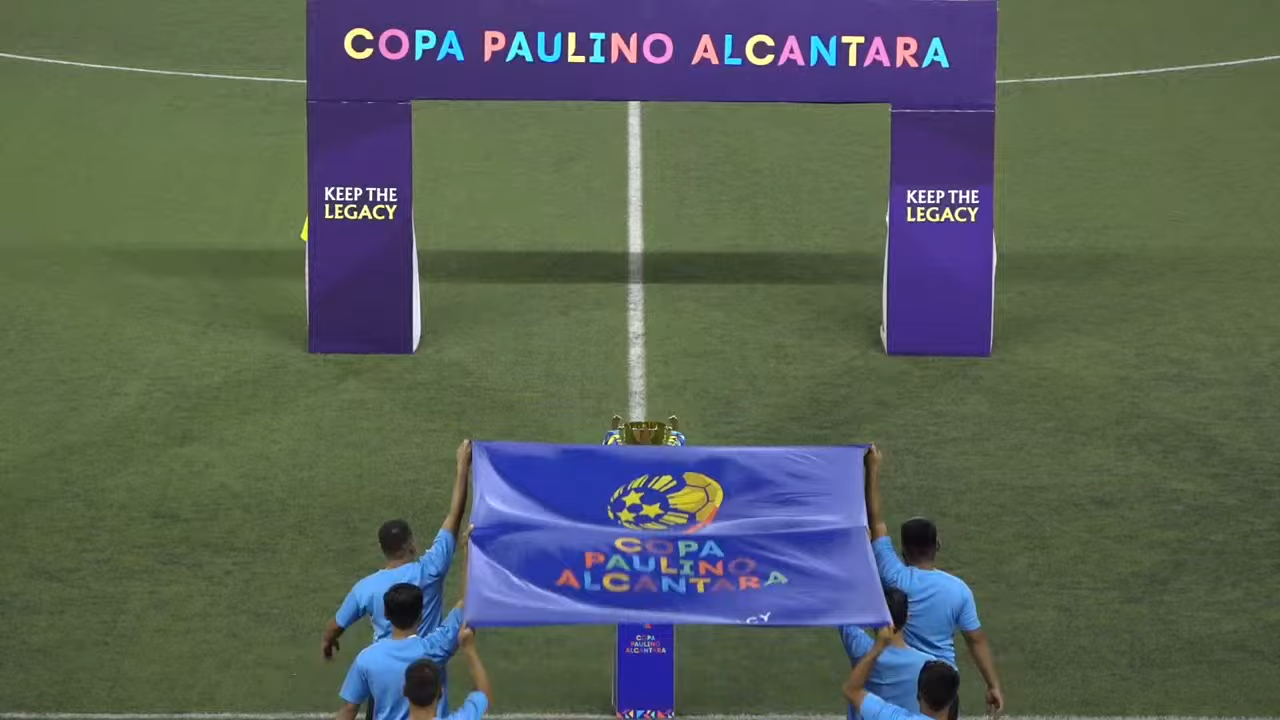 COPA PAULINO ALCANTARA
KEEP THE
LEGACY
KEEP THE
LEGACY
COPA
PAULINO
ALCANTARA
COPA
PAULINO
ALCANTARA